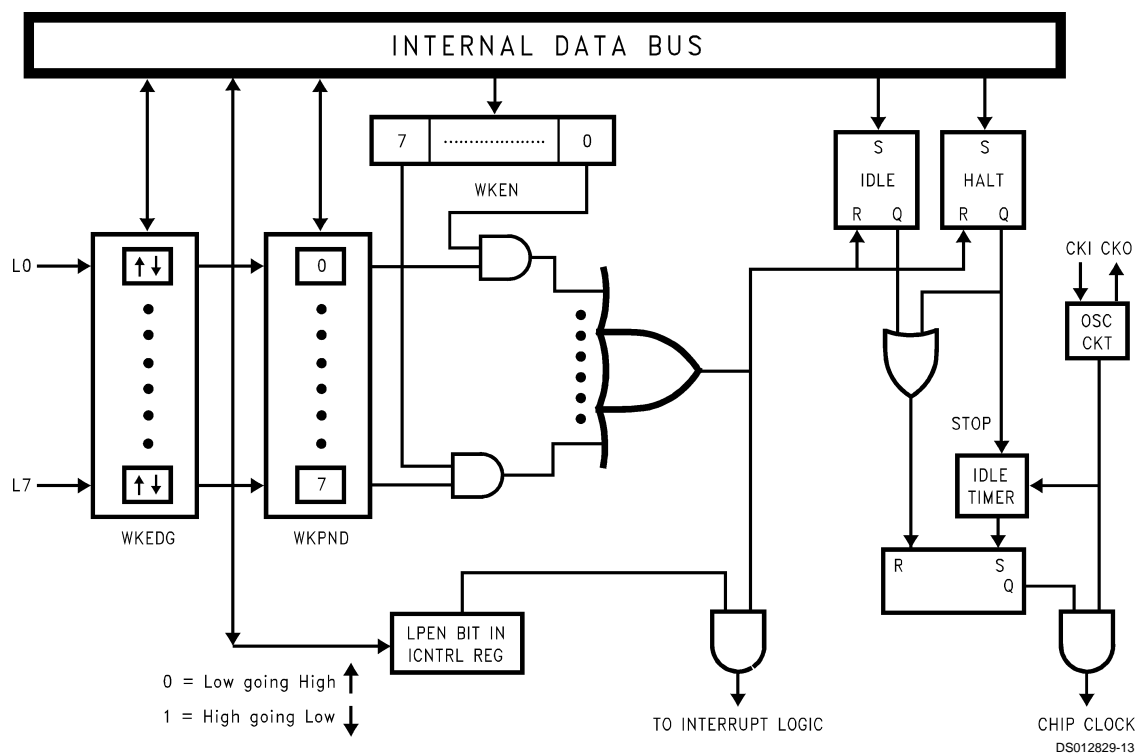 INTERNAL DATA BUS
7 ................... 0
WKEN
S
IDLE
R Q
S
HALT
R Q
CKI CKO
OSC
CKT
L0
0
L7
7
WKEDG
WKPND
STOP
IDLE
TIMER
R S
Q
LPEN BIT IN
ICNTRL REG
0 = Low going High ↑
1 = High going Low ↓
TO INTERRUPT LOGIC
CHIP CLOCK
DS012829-13